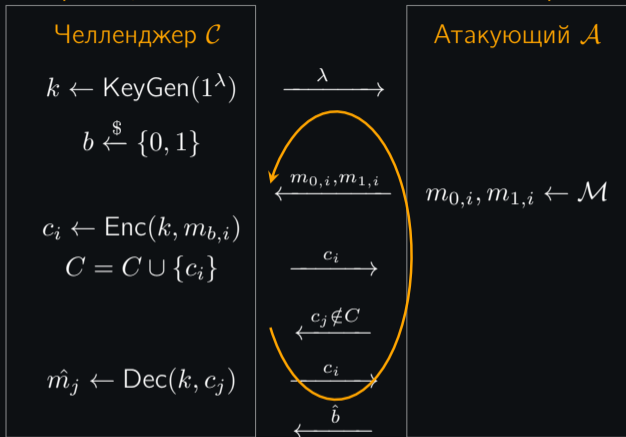 Челленджер 𝒞
Атакующий 𝒜
k ← KeyGen(1^λ)
λ
b ←^$ {0, 1}
m_{0,i}, m_{1,i}
m_{0,i}, m_{1,i} ← ℳ
c_i ← Enc(k, m_{b,i})
C = C ∪ {c_i}
c_i
c_j ∉ C
m̂_j ← Dec(k, c_j)
c_i
b̂